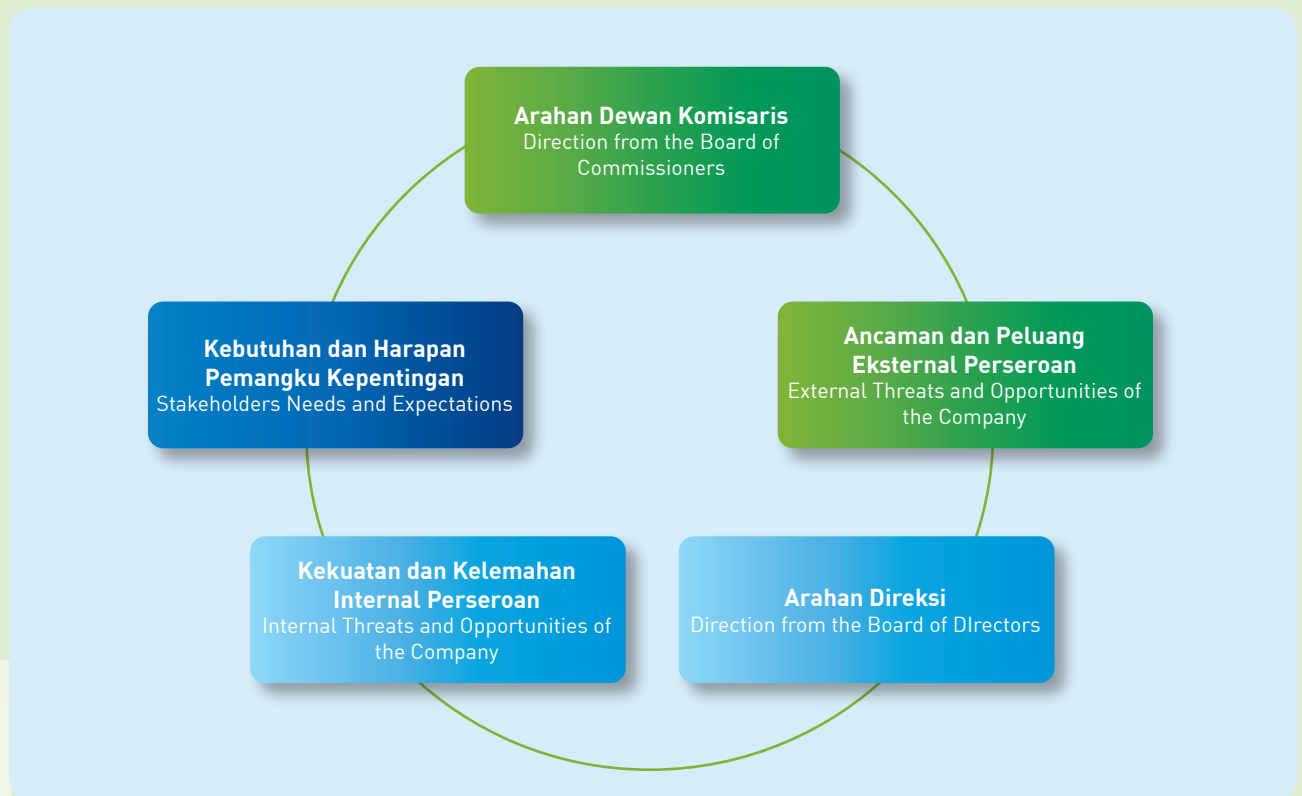 Arahan Dewan Komisaris
Direction from the Board of
Commissioners
Kebutuhan dan Harapan
Pemangku Kepentingan
Stakeholders Needs and Expectations
Ancaman dan Peluang
Eksternal Perseroan
External Threats and Opportunities of
the Company
Kekuatan dan Kelemahan
Internal Perseroan
Internal Threats and Opportunities of
the Company
Arahan Direksi
Direction from the Board of DIrectors